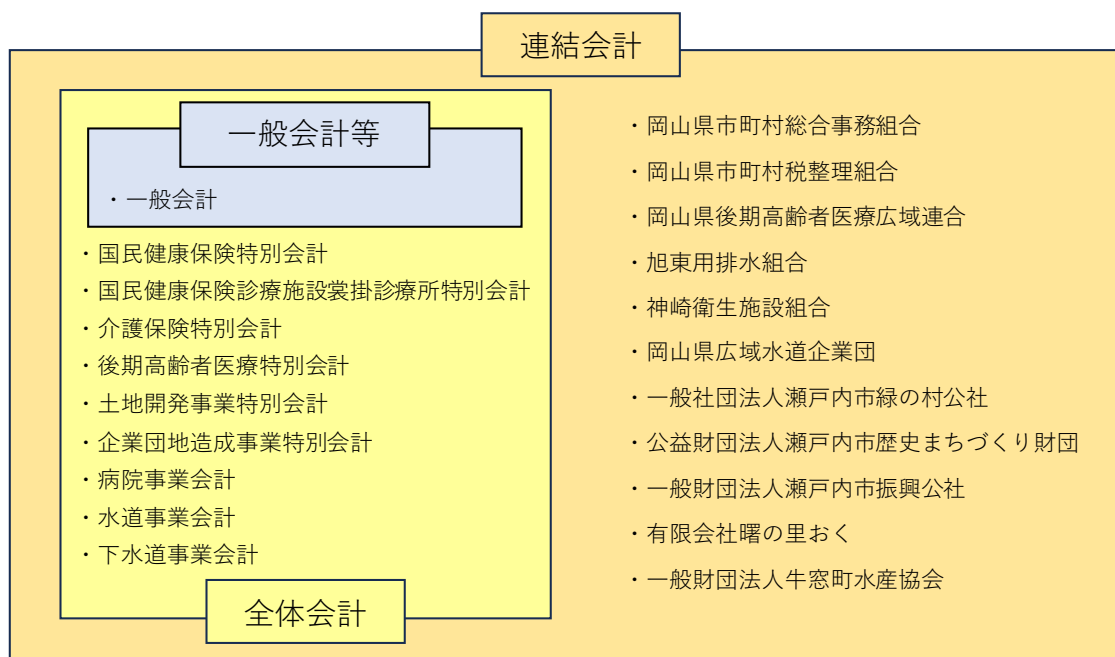 連結会計
一般会計等
・一般会計
・国民健康保険特別会計
・国民健康保険診療施設裳掛診療所特別会計
・介護保険特別会計
・後期高齢者医療特別会計
・土地開発事業特別会計
・企業団地造成事業特別会計
・病院事業会計
・水道事業会計
・下水道事業会計
全体会計
・岡山県市町村総合事務組合
・岡山県市町村税整理組合
・岡山県後期高齢者医療広域連合
・旭東用排水組合
・神崎衛生施設組合
・岡山県広域水道企業団
・一般社団法人瀬戸内市緑の村公社
・公益財団法人瀬戸内市歴史まちづくり財団
・一般財団法人瀬戸内市振興公社
・有限会社曙の里おく
・一般財団法人牛窓町水産協会